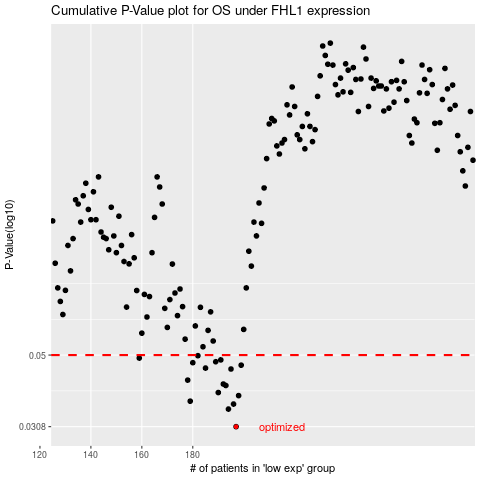 Cumulative P-Value plot for OS under FHL1 expression
P-Value(log10)
0.05
0.0308
optimized
120 140 160 180
# of patients in 'low exp' group